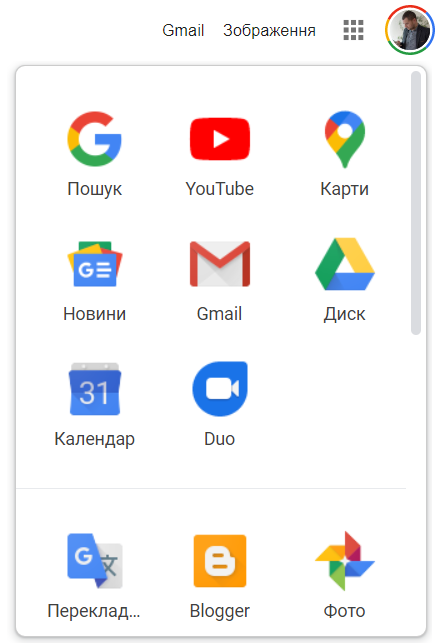 Gmail Зображення
Пошук YouTube Карти
Новини Gmail Диск
31
Календар Duo
Переклад... Blogger Фото